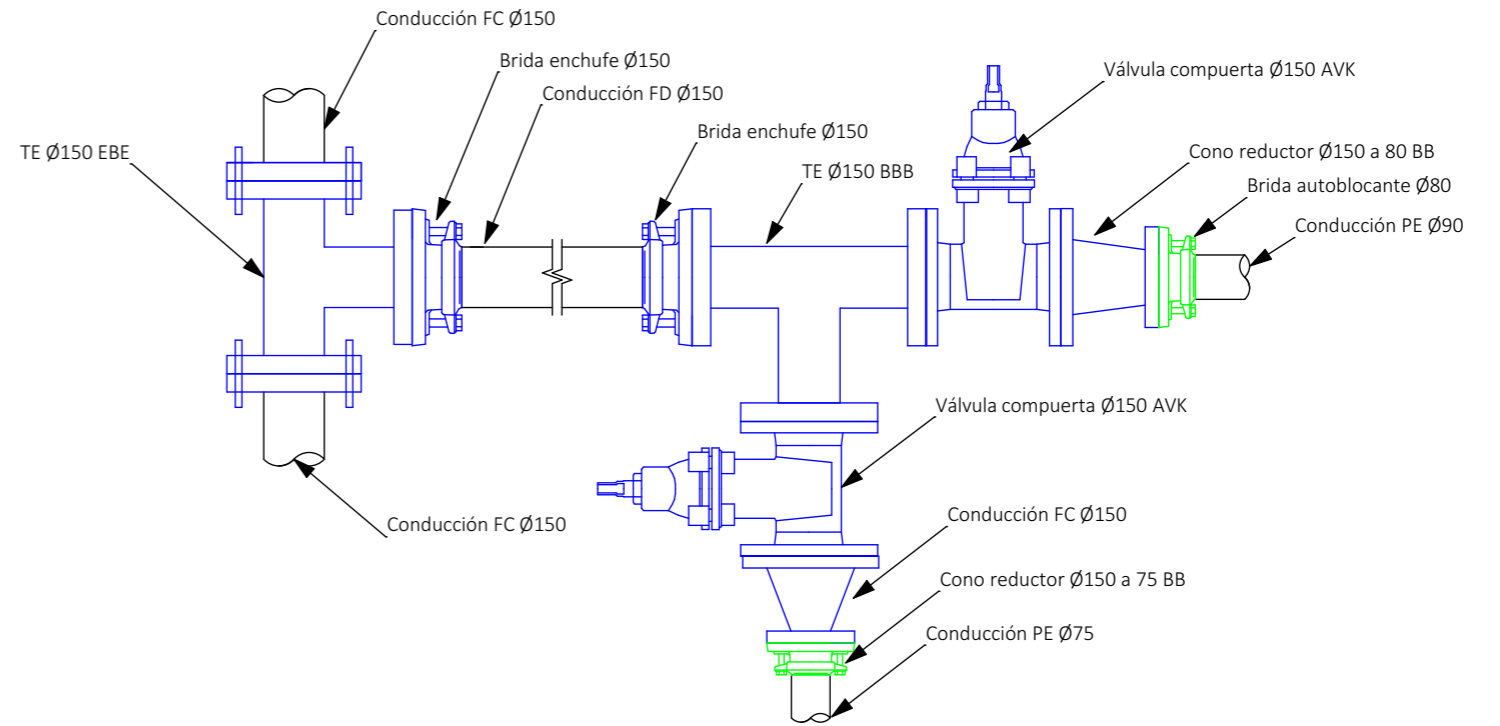 Conducción FC Ø150
Brida enchufe Ø150
Conducción FD Ø150
Válvula compuerta Ø150 AVK
Brida enchufe Ø150
TE Ø150 EBE
TE Ø150 BBB
Cono reductor Ø150 a 80 BB
Brida autoblocante Ø80
Conducción PE Ø90
Válvula compuerta Ø150 AVK
Conducción FC Ø150
Conducción FC Ø150
Cono reductor Ø150 a 75 BB
Conducción PE Ø75